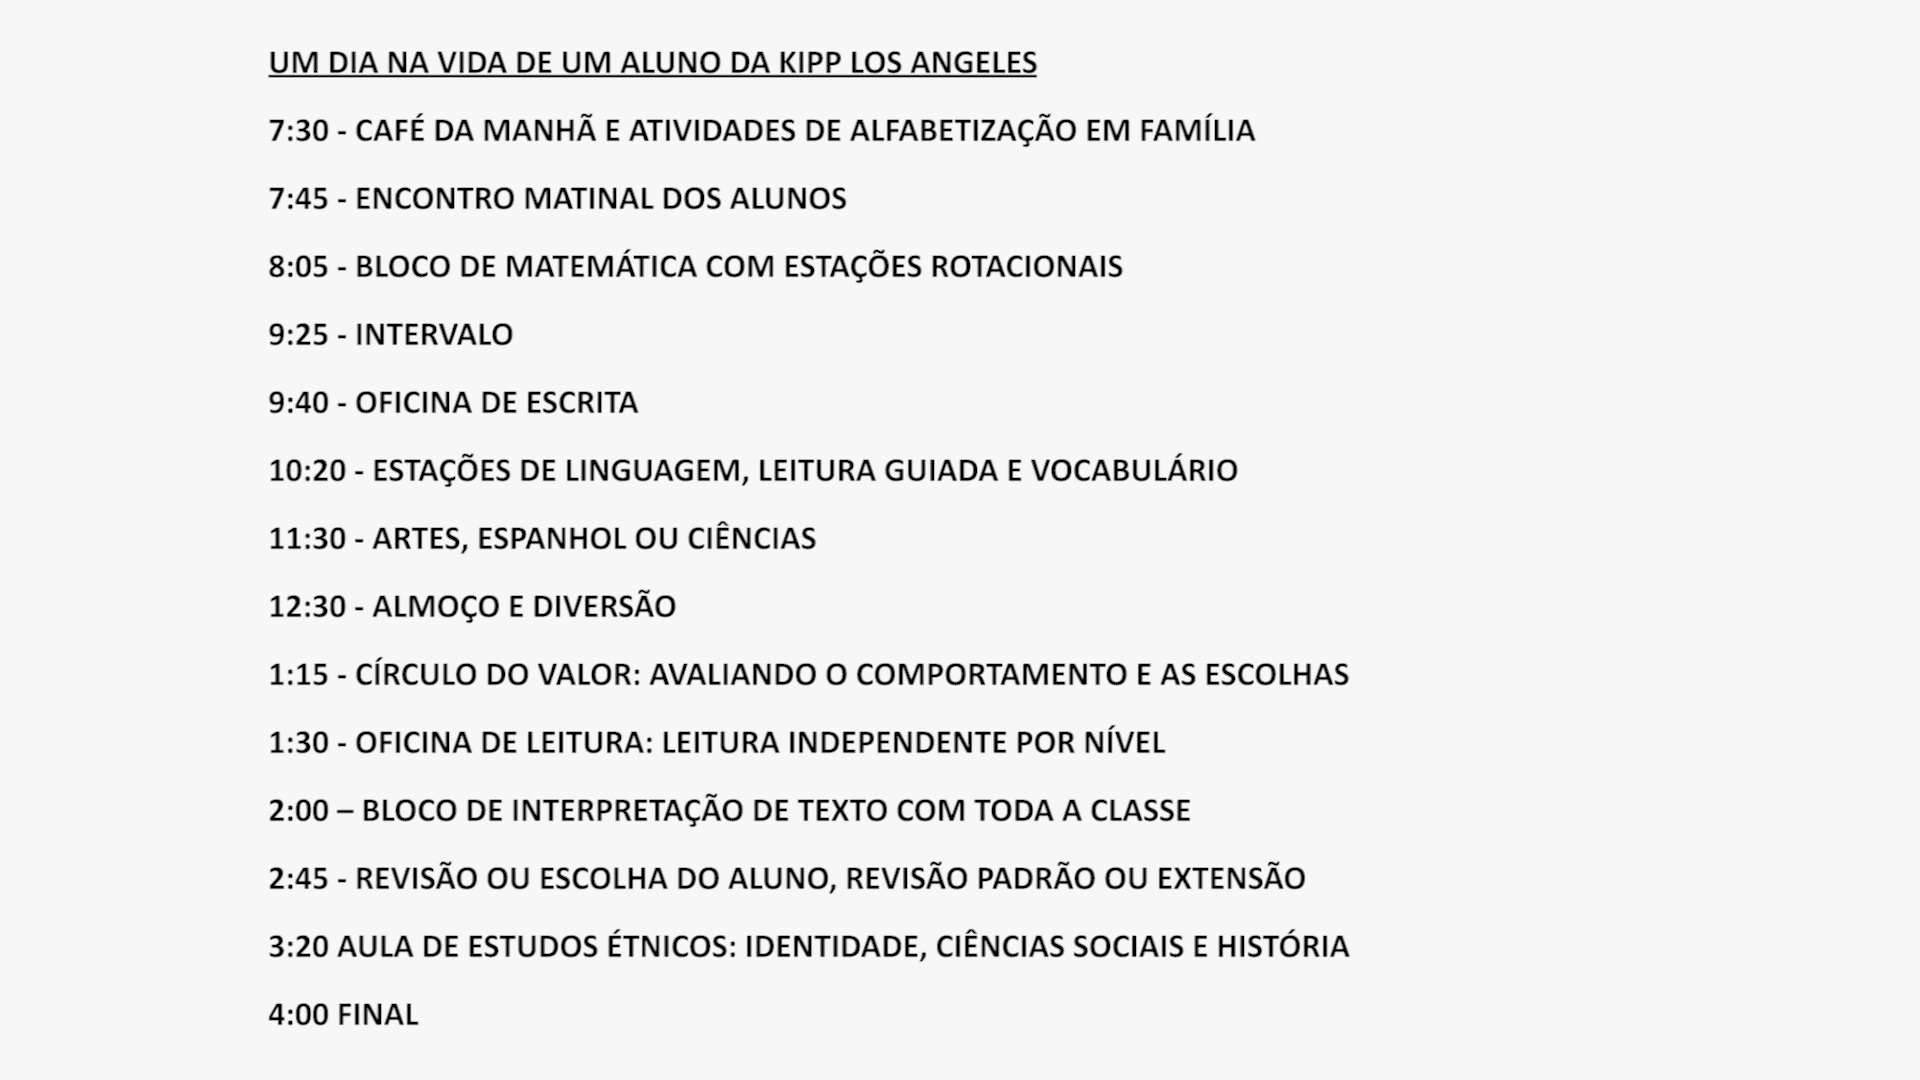 UM DIA NA VIDA DE UM ALUNO DA KIPP LOS ANGELES
7:30 - CAFÉ DA MANHÃ E ATIVIDADES DE ALFABETIZAÇÃO EM FAMÍLIA
7:45 - ENCONTRO MATINAL DOS ALUNOS
8:05 - BLOCO DE MATEMÁTICA COM ESTAÇÕES ROTACIONAIS
9:25 - INTERVALO
9:40 - OFICINA DE ESCRITA
10:20 - ESTAÇÕES DE LINGUAGEM, LEITURA GUIADA E VOCABULÁRIO
11:30 - ARTES, ESPANHOL OU CIÊNCIAS
12:30 - ALMOÇO E DIVERSÃO
1:15 - CÍRCULO DO VALOR: AVALIANDO O COMPORTAMENTO E AS ESCOLHAS
1:30 - OFICINA DE LEITURA: LEITURA INDEPENDENTE POR NÍVEL
2:00 – BLOCO DE INTERPRETAÇÃO DE TEXTO COM TODA A CLASSE
2:45 - REVISÃO OU ESCOLHA DO ALUNO, REVISÃO PADRÃO OU EXTENSÃO
3:20 AULA DE ESTUDOS ÉTNICOS: IDENTIDADE, CIÊNCIAS SOCIAIS E HISTÓRIA
4:00 FINAL